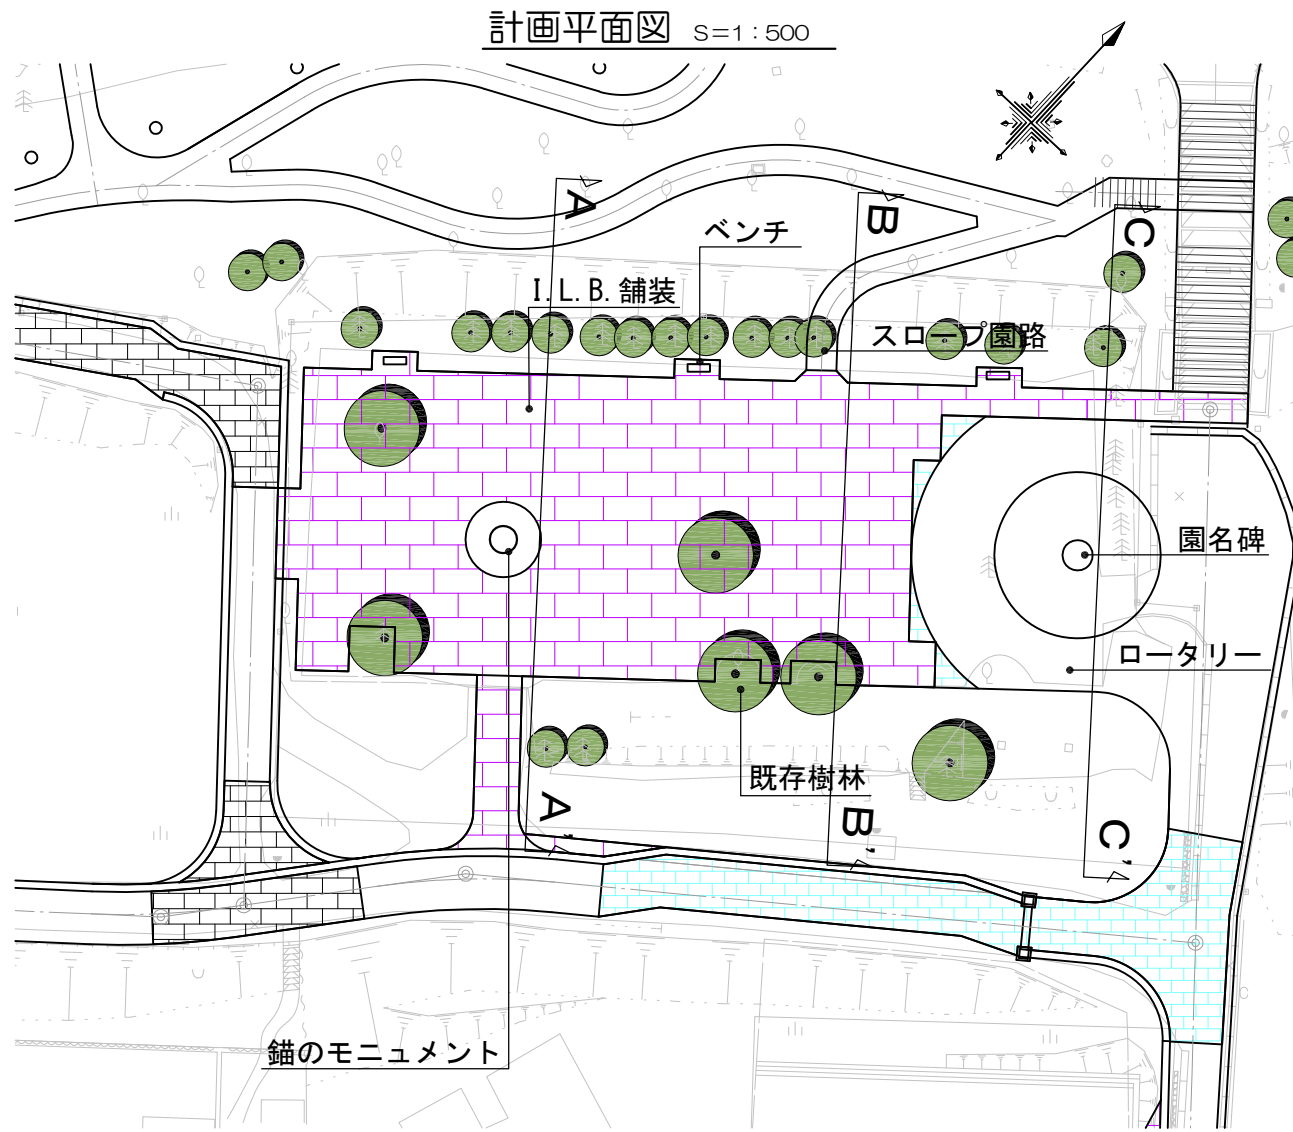 計画平面図 S=1：500
A
B
C
ベンチ
I.L.B.舗装
スロープ園路
園名碑
ロータリー
既存樹林
A'
B'
C'
錨のモニュメント